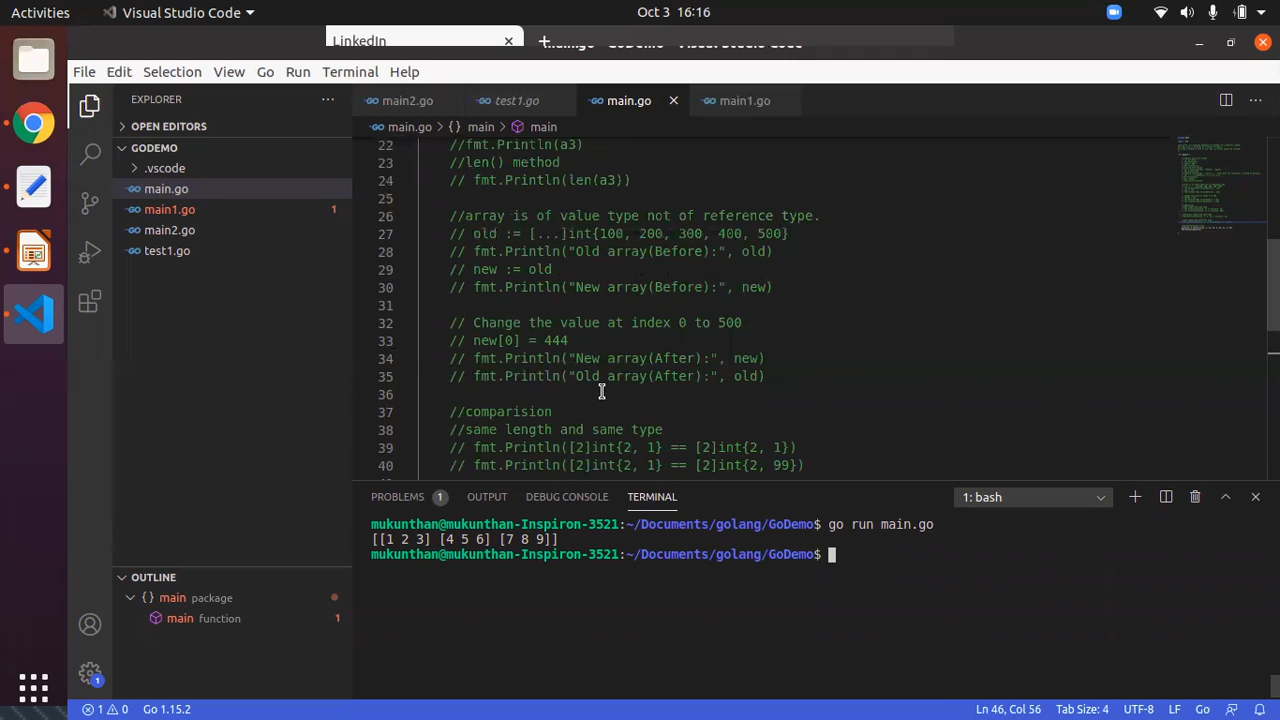 Activities
Visual Studio Code
Oct 3 16:16
LinkedIn
File Edit Selection View Go Run Terminal Help
EXPLORER
OPEN EDITORS
GODEMO
.vscode
main.go
main1.go 1
main2.go
test1.go
OUTLINE
main package
main function 1
main2.go test1.go main.go main1.go
main.go > {} main > main
22 //fmt.Println(a3)
23 //len() method
24 // fmt.Println(len(a3))
25
26 //array is of value type not of reference type.
27 // old := [...]int{100, 200, 300, 400, 500}
28 // fmt.Println("Old array(Before):", old)
29 // new := old
30 // fmt.Println("New array(Before):", new)
31
32 // Change the value at index 0 to 500
33 // new[0] = 444
34 // fmt.Println("New array(After):", new)
35 // fmt.Println("Old array(After):", old)
36
37 //comparision
38 //same length and same type
39 // fmt.Println([2]int{2, 1} == [2]int{2, 1})
40 // fmt.Println([2]int{2, 1} == [2]int{2, 99})
PROBLEMS 1 OUTPUT DEBUG CONSOLE TERMINAL 1: bash
mukunthan@mukunthan-Inspiron-3521:~/Documents/golang/GoDemo$ go run main.go
[[1 2 3] [4 5 6] [7 8 9]]
mukunthan@mukunthan-Inspiron-3521:~/Documents/golang/GoDemo$
1 0 Go 1.15.2 Ln 46, Col 56 Tab Size: 4 UTF-8 LF Go